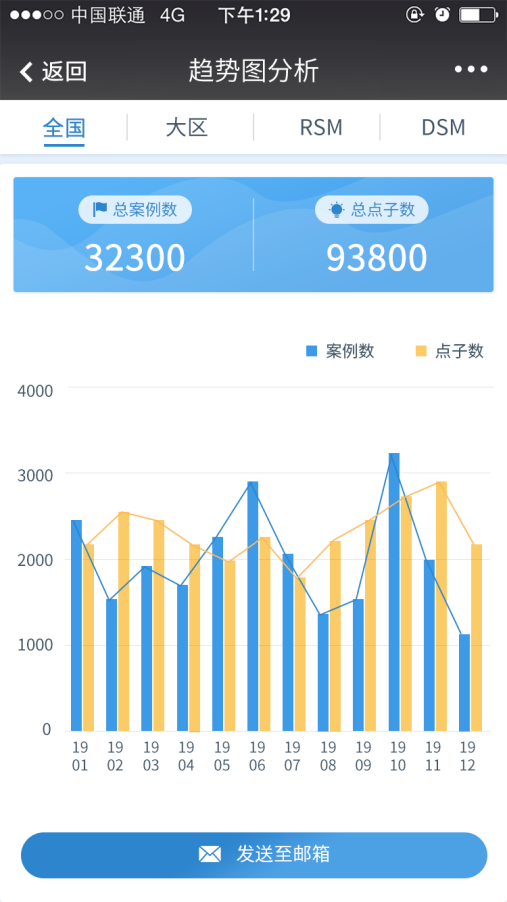 中国联通 4G 下午1:29
返回 趋势图分析
全国 大区 RSM DSM
总案例数 总点子数
32300 93800
案例数 点子数
4000
3000
2000
1000
0
19 19 19 19 19 19 19 19 19 19 19 19
01 02 03 04 05 06 07 08 09 10 11 12
发送至邮箱